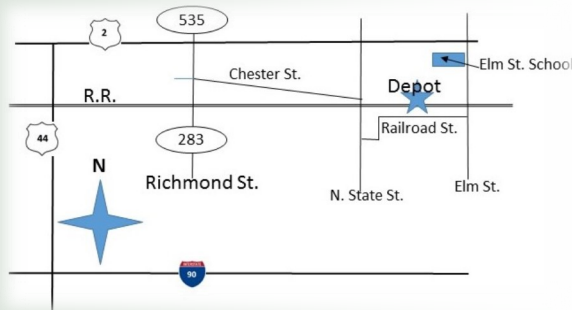 535
2
Elm St. School
Chester St.
Depot
R.R.
Railroad St.
44
283
N
Richmond St.
Elm St.
N. State St.
90